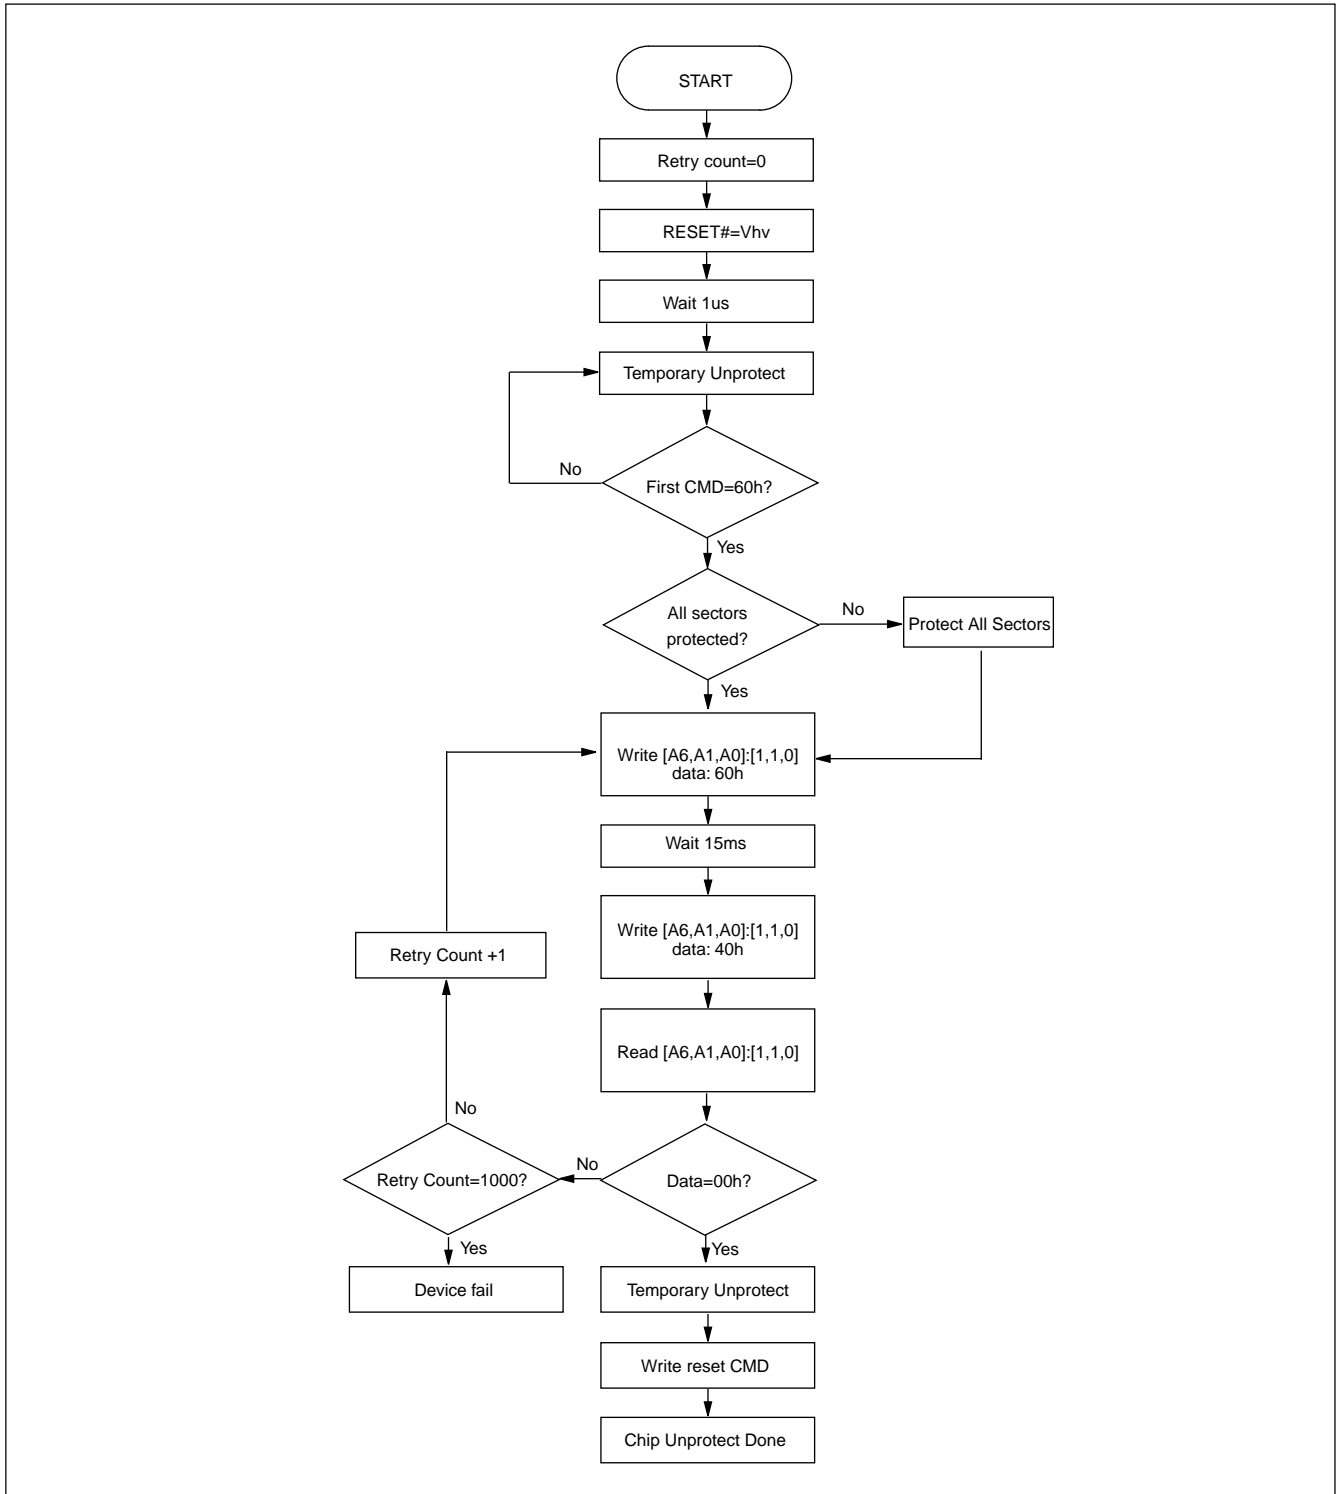 START
Retry count=0
RESET#=Vhv
Wait 1us
Temporary Unprotect
No
First CMD=60h?
Yes
All sectors
protected?
No
Protect All Sectors
Yes
Write [A6,A1,A0]:[1,1,0]
data: 60h
Wait 15ms
Write [A6,A1,A0]:[1,1,0]
data: 40h
Retry Count +1
Read [A6,A1,A0]:[1,1,0]
No
Retry Count=1000?
No
Data=00h?
Yes
Yes
Device fail
Temporary Unprotect
Write reset CMD
Chip Unprotect Done